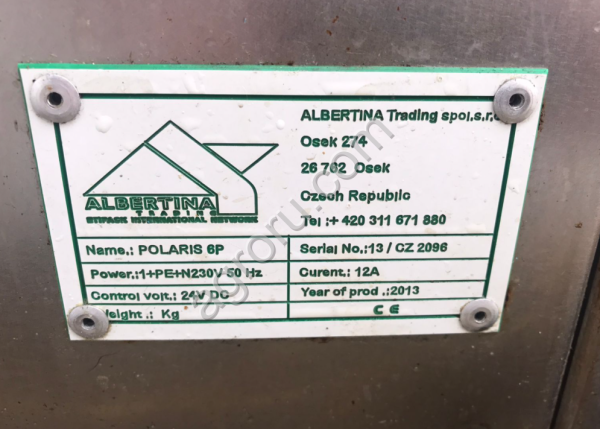 ALBERTINA Trading spol.s.r.o
Osek 274
26 702 Osek
Czech Republic
Tel :+ 420 311 671 880
ALBERTINA
TRADING
INTERNATIONAL NETWORK
Name.: POLARIS 6P
Serial No.:13 / CZ 2096
Power.:1+PE+N230V 50 Hz
Curent.: 12A
Control volt.: 24V DC
Year of prod .:2013
Weight .: Kg
CE
agroru.com